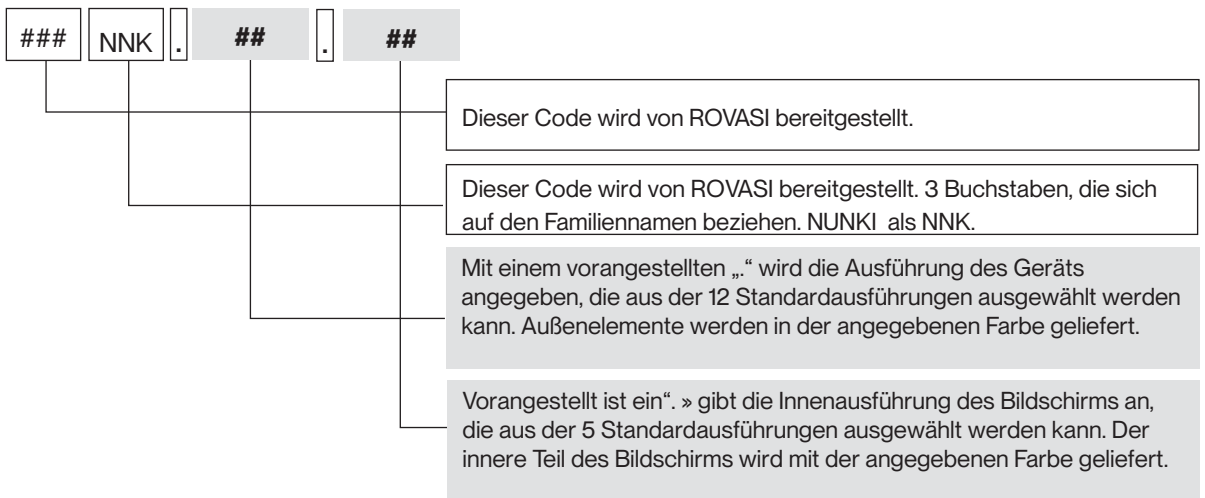 ### NNK . ## . ##
Dieser Code wird von ROVASI bereitgestellt.
Dieser Code wird von ROVASI bereitgestellt. 3 Buchstaben, die sich
auf den Familiennamen beziehen. NUNKI als NNK.
Mit einem vorangestellten „.“ wird die Ausführung des Geräts
angegeben, die aus der 12 Standardausführungen ausgewählt werden
kann. Außenelemente werden in der angegebenen Farbe geliefert.
Vorangestellt ist ein“. » gibt die Innenausführung des Bildschirms an,
die aus der 5 Standardausführungen ausgewählt werden kann. Der
innere Teil des Bildschirms wird mit der angegebenen Farbe geliefert.